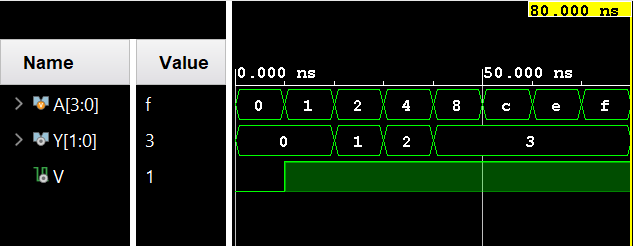 80.000 ns
Name Value
0.000 ns 50.000 ns
A[3:0] f 0 1 2 4 8 c e f
Y[1:0] 3 0 1 2 3
V 1